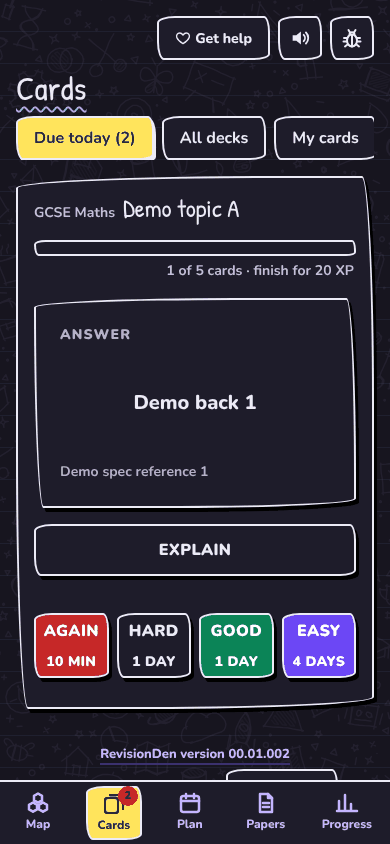 Get help
Cards
Due today (2)
All decks
My cards
GCSE Maths Demo topic A
1 of 5 cards · finish for 20 XP
ANSWER
Demo back 1
Demo spec reference 1
EXPLAIN
AGAIN
10 MIN
HARD
1 DAY
GOOD
1 DAY
EASY
4 DAYS
RevisionDen version 00.01.002
2
Map
Cards
Plan
Papers
Progress